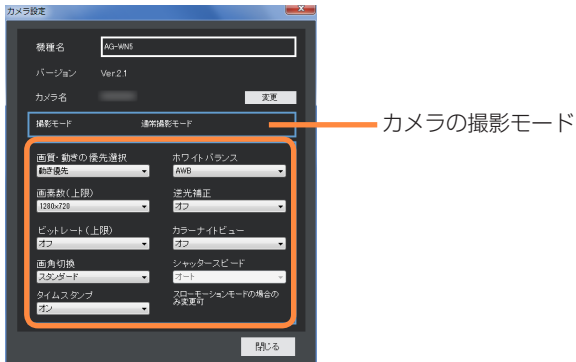 カメラ設定
機種名 AG-WN5
バージョン Ver.2.1
カメラ名 変更
撮影モード 通常撮影モード
カメラの撮影モード
画質・動きの優先選択 ホワイトバランス
動き優先 AWB
画素数(上限) 逆光補正
1280×720 オフ
ビットレート(上限) カラーナイトビュー
オフ オフ
画角切換 シャッタースピード
スタンダード オート
タイムスタンプ スローモーションモードの場合の
オン み変更可
閉じる